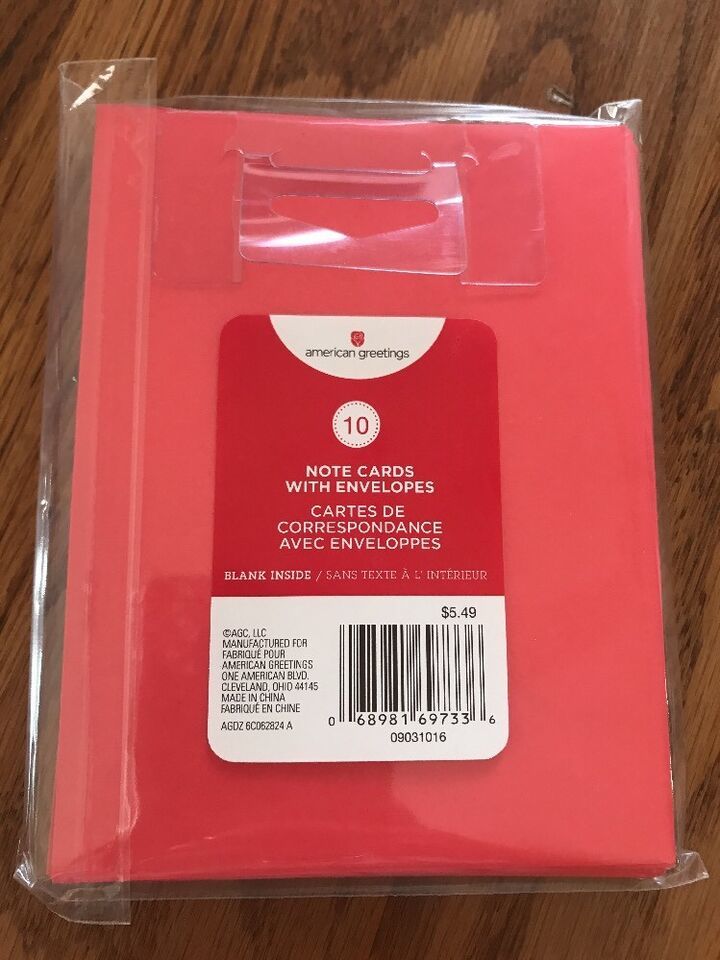 american greetings
10
NOTE CARDS
WITH ENVELOPES
CARTES DE
CORRESPONDANCE
AVEC ENVELOPPES
BLANK INSIDE / SANS TEXTE À L' INTÉRIEUR
$5.49
©AGC, LLC
MANUFACTURED FOR
FABRIQUÉ POUR
AMERICAN GREETINGS
ONE AMERICAN BLVD.
CLEVELAND, OHIO 44145
MADE IN CHINA
FABRIQUÉ EN CHINE
AGDZ 6C062824 A
0 68981 69733 6
09031016